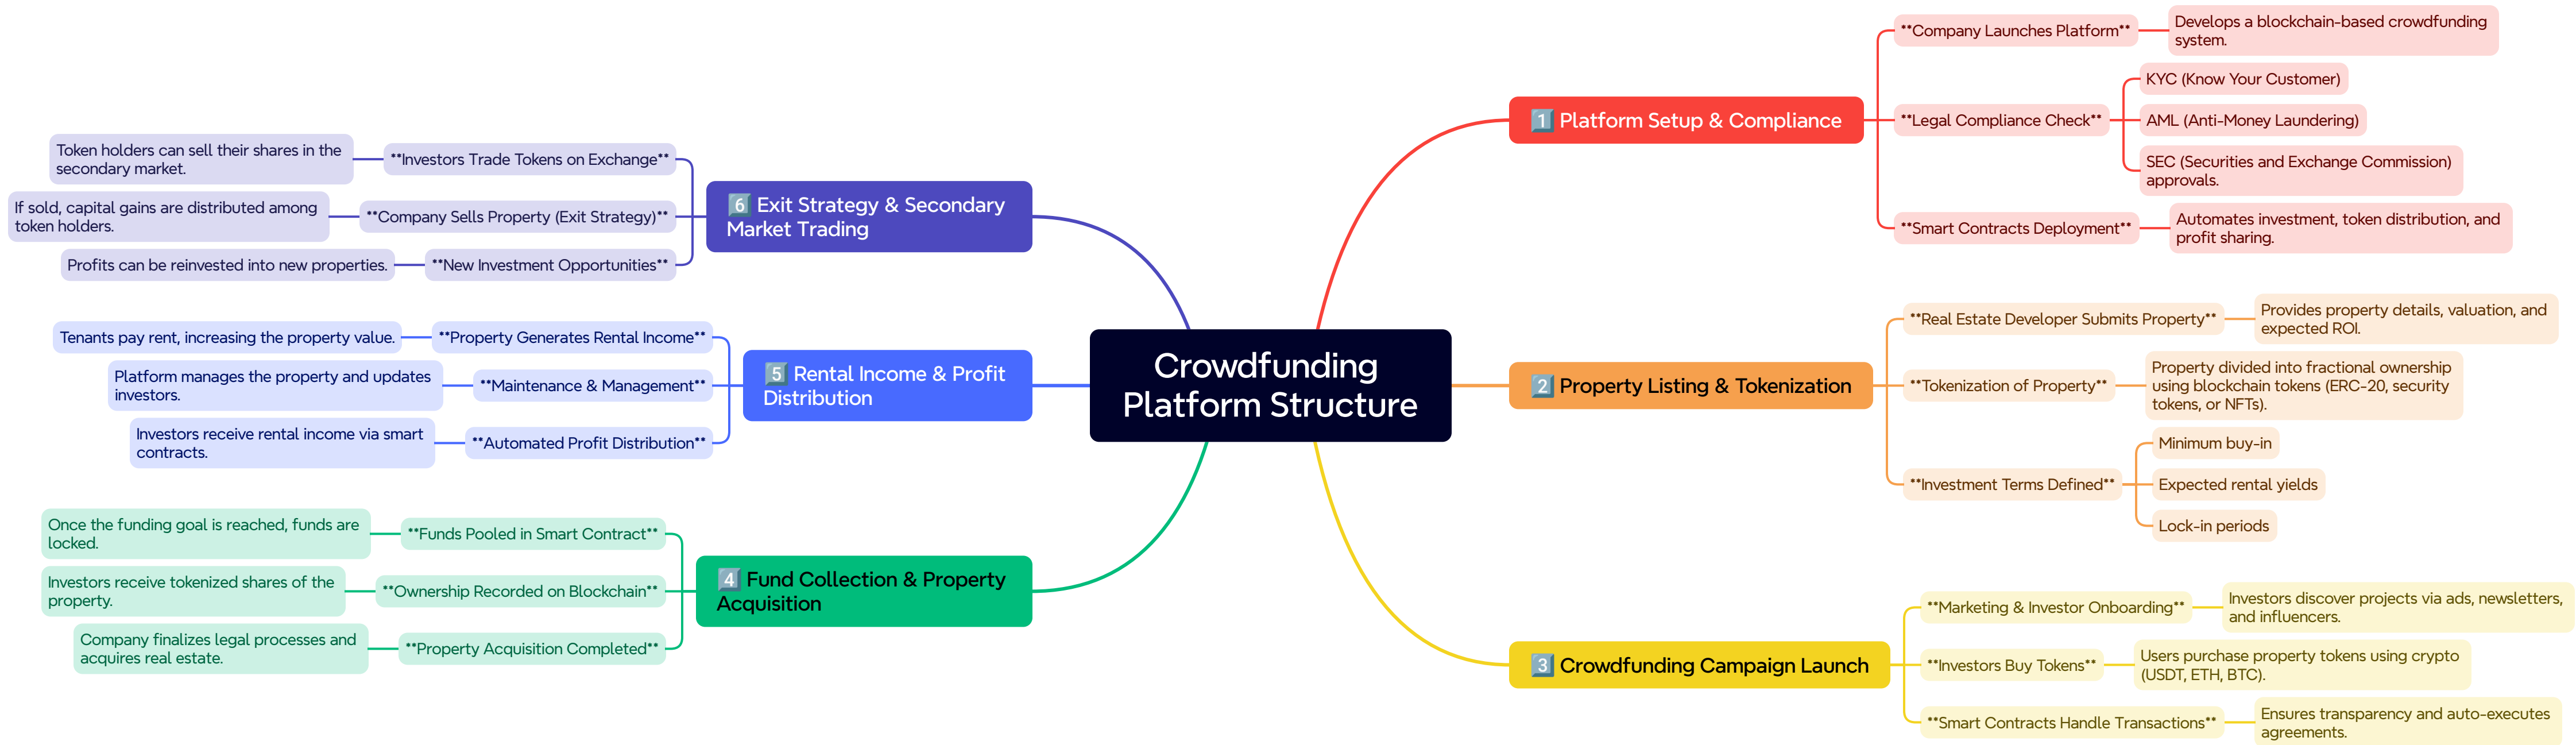 Crowdfunding
Platform Structure
1️⃣ Platform Setup & Compliance
**Company Launches Platform**
Develops a blockchain-based crowdfunding
system.
**Legal Compliance Check**
KYC (Know Your Customer)
AML (Anti-Money Laundering)
SEC (Securities and Exchange Commission)
approvals.
**Smart Contracts Deployment**
Automates investment, token distribution, and
profit sharing.
2️⃣ Property Listing & Tokenization
**Real Estate Developer Submits Property**
Provides property details, valuation, and
expected ROI.
**Tokenization of Property**
Property divided into fractional ownership
using blockchain tokens (ERC-20, security
tokens, or NFTs).
**Investment Terms Defined**
Minimum buy-in
Expected rental yields
Lock-in periods
3️⃣ Crowdfunding Campaign Launch
**Marketing & Investor Onboarding**
Investors discover projects via ads, newsletters,
and influencers.
**Investors Buy Tokens**
Users purchase property tokens using crypto
(USDT, ETH, BTC).
**Smart Contracts Handle Transactions**
Ensures transparency and auto-executes
agreements.
4️⃣ Fund Collection & Property
Acquisition
**Funds Pooled in Smart Contract**
Once the funding goal is reached, funds are
locked.
**Ownership Recorded on Blockchain**
Investors receive tokenized shares of the
property.
**Property Acquisition Completed**
Company finalizes legal processes and
acquires real estate.
5️⃣ Rental Income & Profit
Distribution
**Property Generates Rental Income**
Tenants pay rent, increasing the property value.
**Maintenance & Management**
Platform manages the property and updates
investors.
**Automated Profit Distribution**
Investors receive rental income via smart
contracts.
6️⃣ Exit Strategy & Secondary
Market Trading
**Investors Trade Tokens on Exchange**
Token holders can sell their shares in the
secondary market.
**Company Sells Property (Exit Strategy)**
If sold, capital gains are distributed among
token holders.
**New Investment Opportunities**
Profits can be reinvested into new properties.